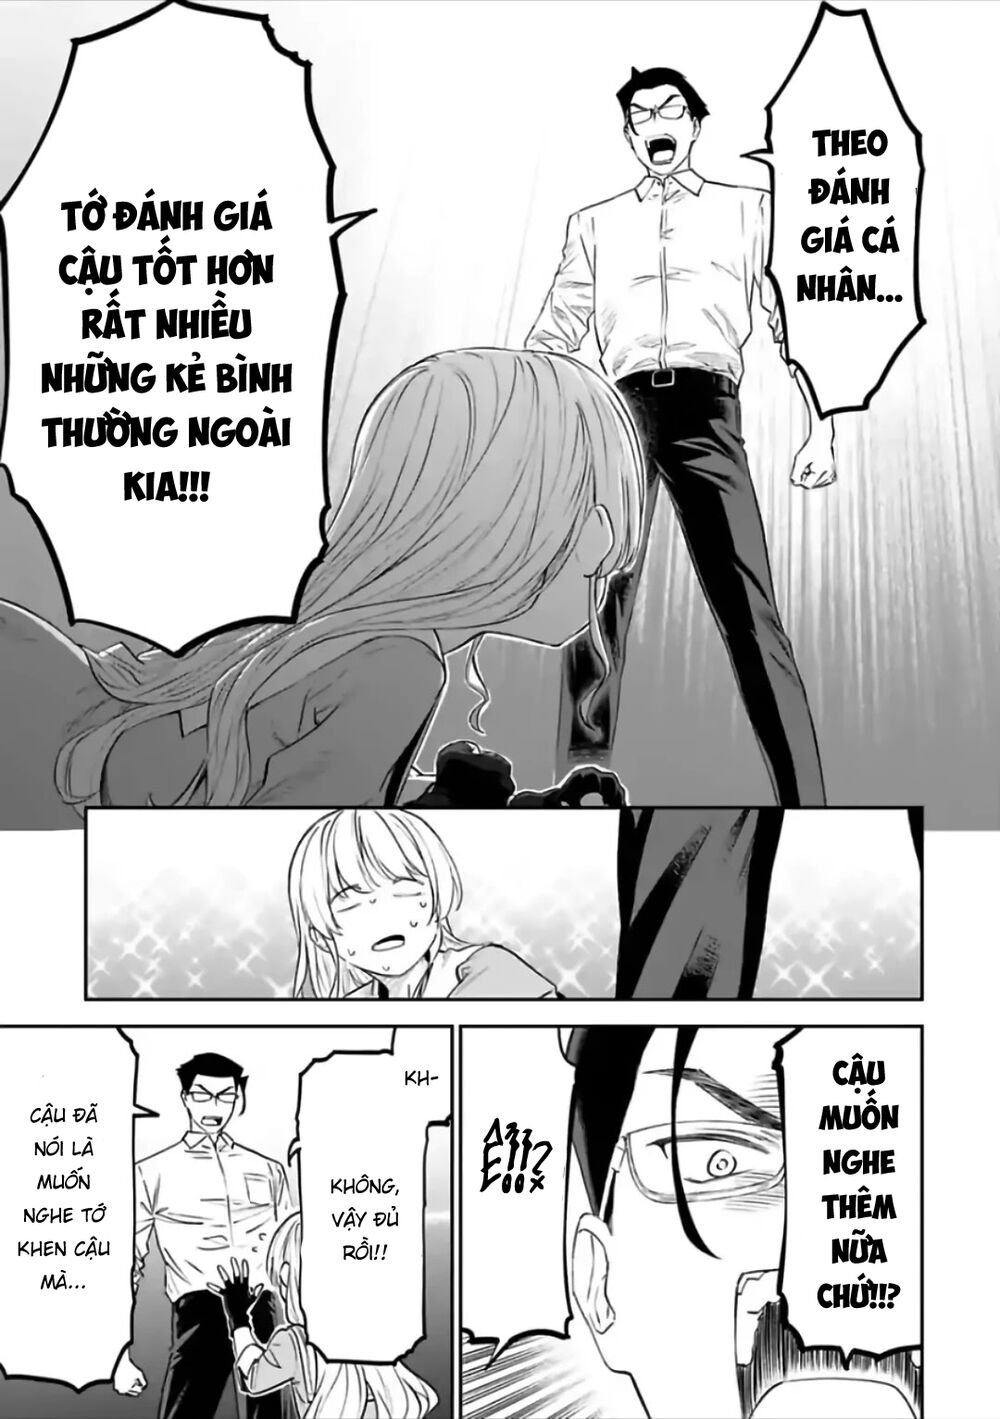 THEO
ĐÁNH
GIÁ CÁ
NHÂN...
TỚ ĐÁNH GIÁ
CẬU TỐT HƠN
RẤT NHIỀU
NHỮNG KẺ BÌNH
THƯỜNG NGOÀI
KIA!!!
CẬU
MUỐN
NGHE
THÊM
NỮA
CHỨ!!?
KH-
KHÔNG,
VẬY ĐỦ
RỒI!!
CẬU ĐÃ
NÓI LÀ
MUỐN
NGHE TỚ
KHEN CẬU
MÀ...